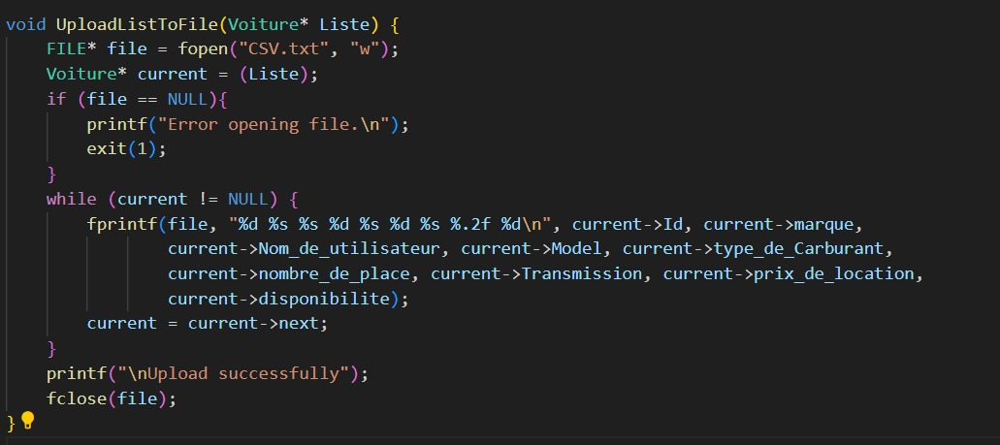 void UploadListToFile(Voiture* Liste) {
    FILE* file = fopen("CSV.txt", "w");
    Voiture* current = (Liste);
    if (file == NULL){
        printf("Error opening file.\n");
        exit(1);
    }
    while (current != NULL) {
        fprintf(file, "%d %s %s %d %s %d %s %.2f %d\n", current->Id, current->marque,
                current->Nom_de_utilisateur, current->Model, current->type_de_Carburant,
                current->nombre_de_place, current->Transmission, current->prix_de_location,
                current->disponibilite);
        current = current->next;
    }
    printf("\nUpload successfully");
    fclose(file);
}